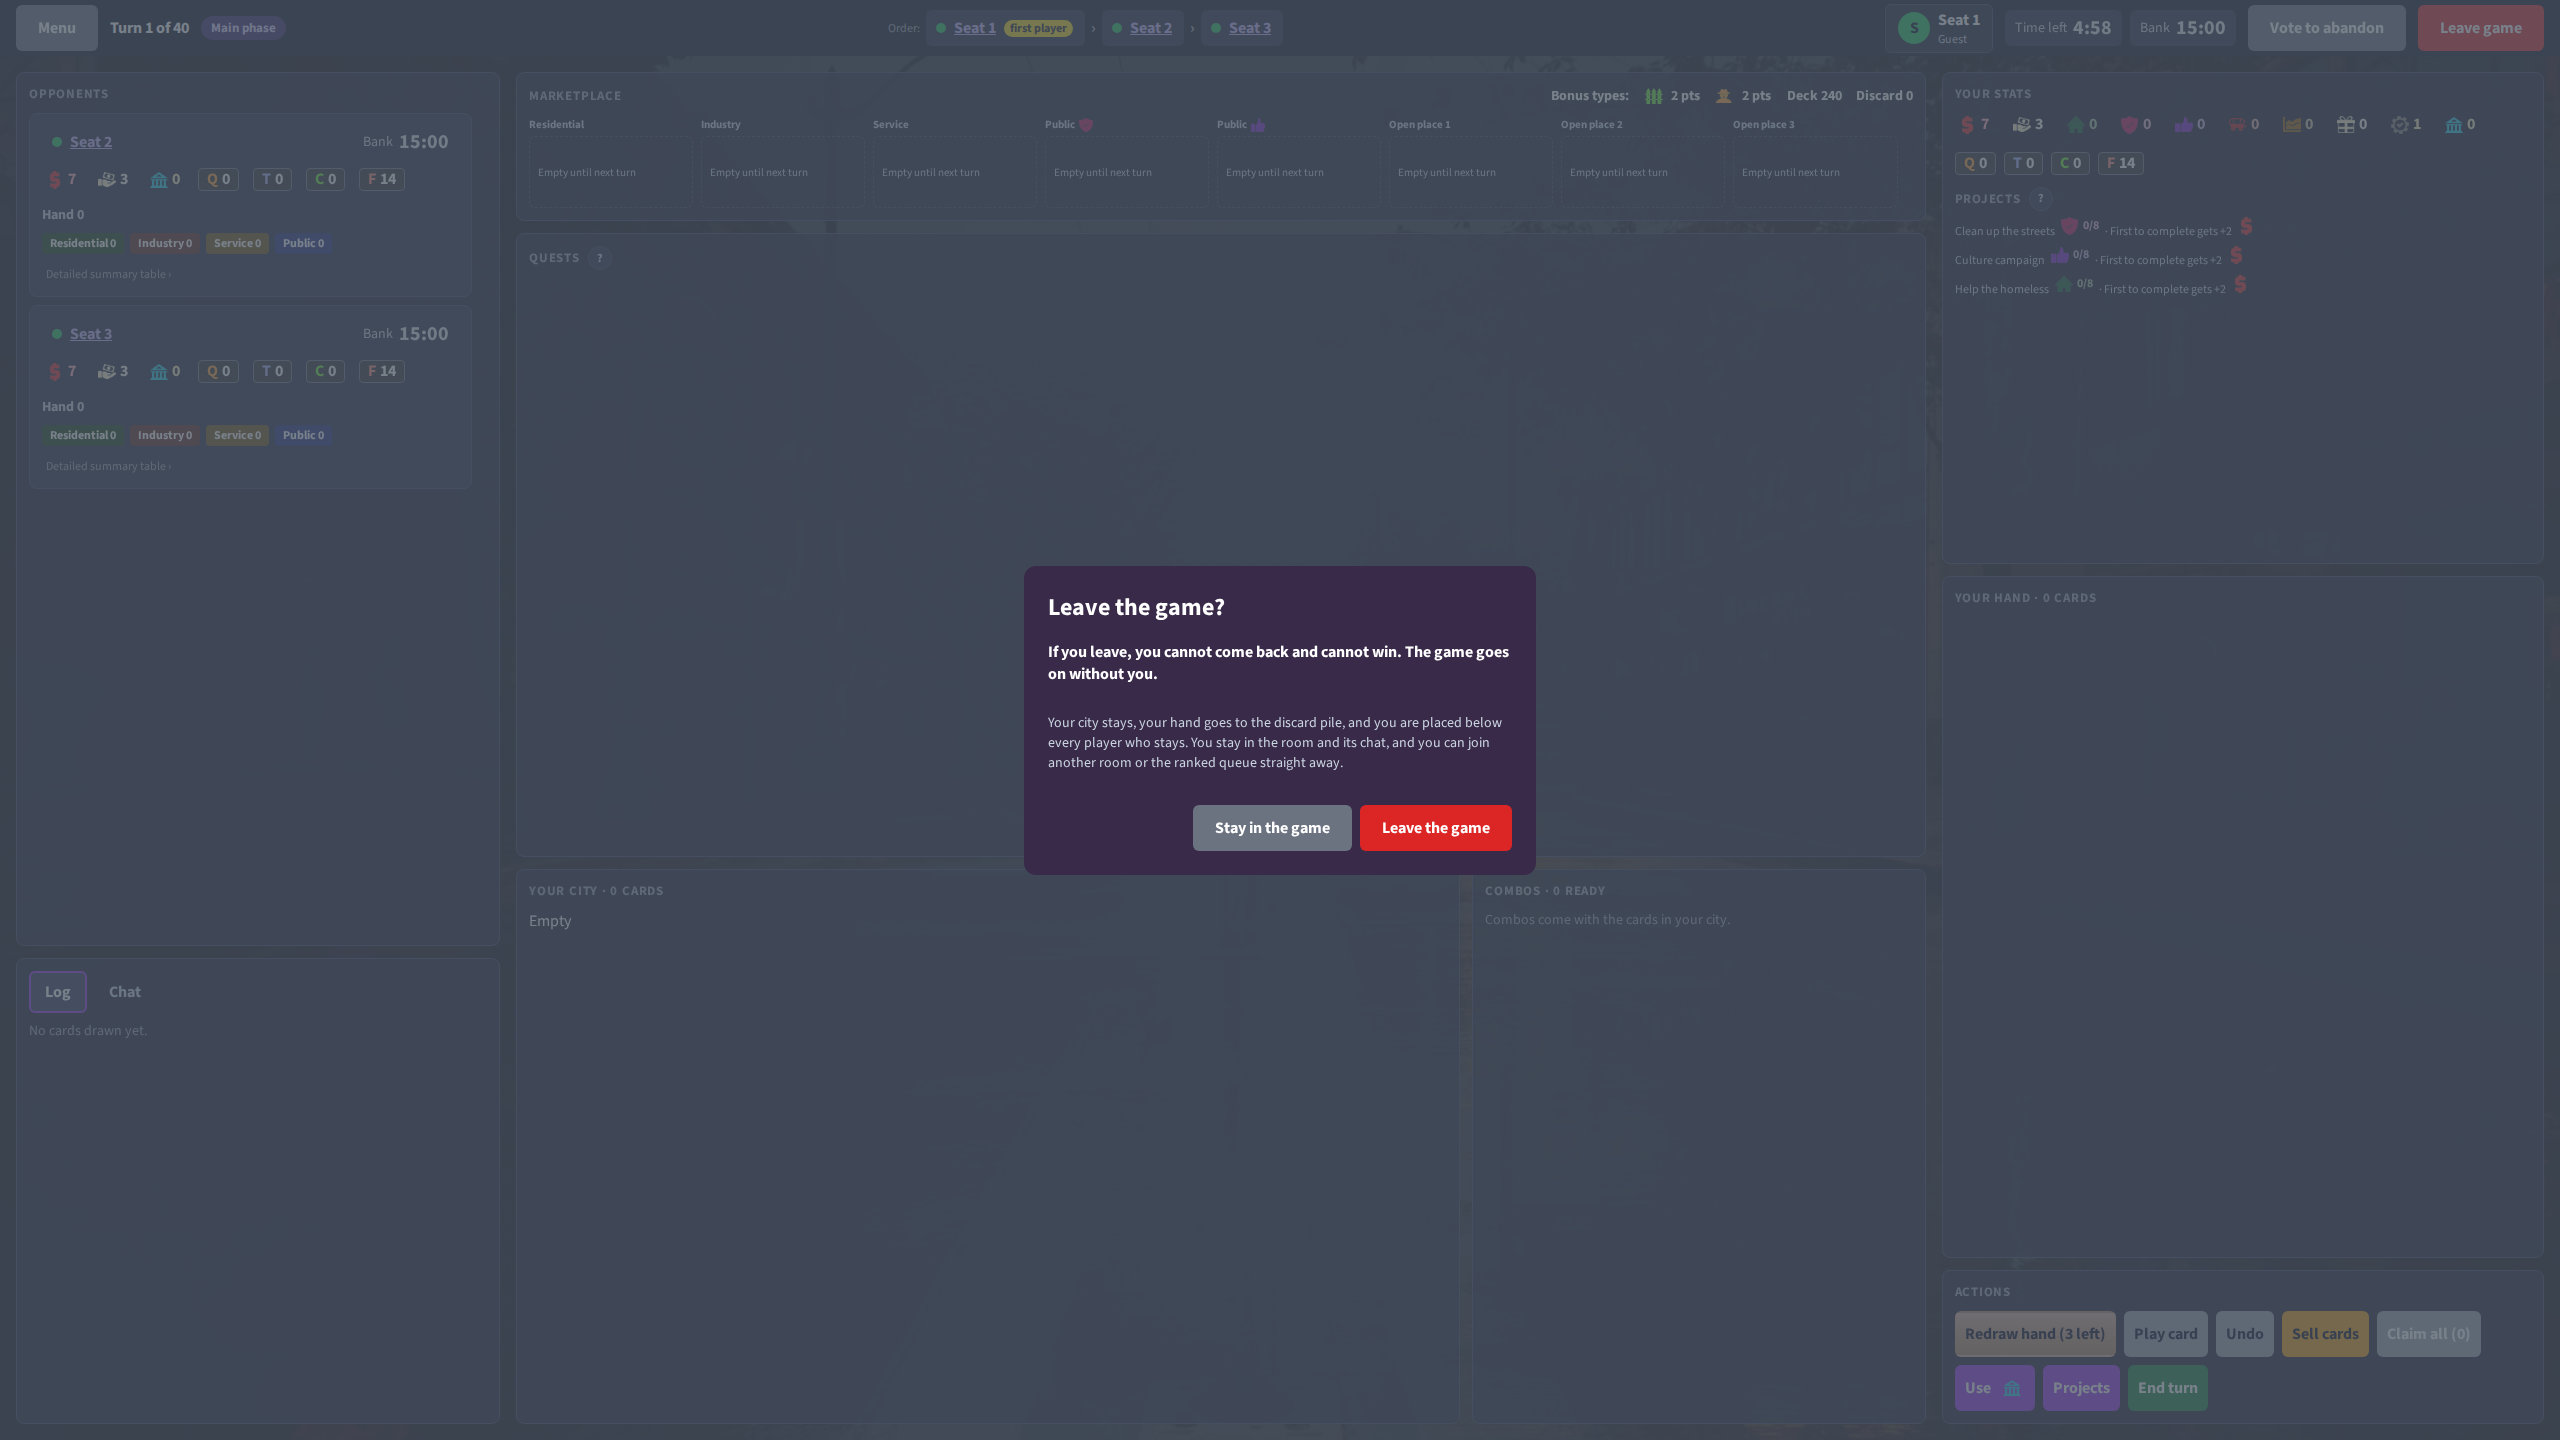 Menu
Turn 1 of 40
Main phase
Order:
Seat 1 first player › Seat 2 › Seat 3
S
Seat 1
Guest
Time left 4:58
Bank 15:00
Vote to abandon
Leave game
OPPONENTS
Seat 2
Bank 15:00
7 3 0 Q 0 T 0 C 0 F 14
Hand 0
Residential 0 Industry 0 Service 0 Public 0
Detailed summary table ›
Seat 3
Bank 15:00
7 3 0 Q 0 T 0 C 0 F 14
Hand 0
Residential 0 Industry 0 Service 0 Public 0
Detailed summary table ›
Log
Chat
No cards drawn yet.
MARKETPLACE
Bonus types: 2 pts 2 pts Deck 240 Discard 0
Residential Industry Service Public Public Open place 1 Open place 2 Open place 3
Empty until next turn Empty until next turn Empty until next turn Empty until next turn Empty until next turn Empty until next turn Empty until next turn Empty until next turn
QUESTS ?
Leave the game?
If you leave, you cannot come back and cannot win. The game goes
on without you.
Your city stays, your hand goes to the discard pile, and you are placed below
every player who stays. You stay in the room and its chat, and you can join
another room or the ranked queue straight away.
Stay in the game
Leave the game
YOUR CITY · 0 CARDS
Empty
COMBOS · 0 READY
Combos come with the cards in your city.
YOUR STATS
7 3 0 0 0 0 0 0 1 0
Q 0 T 0 C 0 F 14
PROJECTS ?
Clean up the streets 0/8 · First to complete gets +2
Culture campaign 0/8 · First to complete gets +2
Help the homeless 0/8 · First to complete gets +2
YOUR HAND · 0 CARDS
ACTIONS
Redraw hand (3 left) Play card Undo Sell cards Claim all (0)
Use Projects End turn